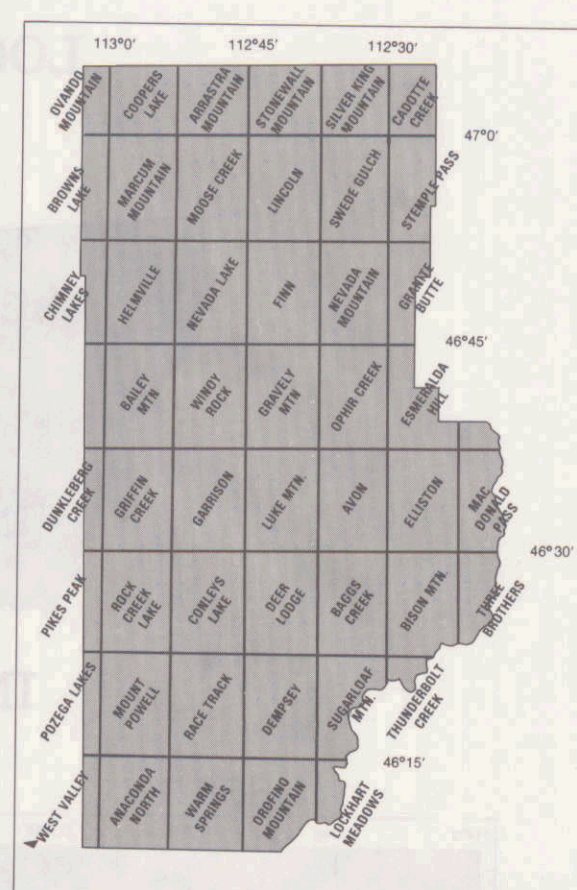 LO
113°0' 112°45' 112°30'
OVANDO
MOUNTAIN
COOPERS
LAKE
ARRASTRA
MOUNTAIN
STONEWALL
MOUNTAIN
SILVER KING
MOUNTAIN
CADOTTE
CREEK
47°0'
BROWNS
LAKE
MARCUM
MOUNTAIN
MOOSE CREEK
LINCOLN
SWEDE GULCH
STEMPLE PASS
CHIMNEY
LAKES
HELMVILLE
NEVADA LAKE
FINN
NEVADA
MOUNTAIN
GRANITE
BUTTE
46°45'
BAILEY
MTN
WINDY
ROCK
GRAVELY
MTN
OPHIR CREEK
ESMERALDA
HILL
DUNKLEBERG
CREEK
GRIFFIN
CREEK
GARRISON
LUKE MTN.
AVON
ELLISTON
MAC
DONALD
PASS
46°30'
PIKES PEAK
ROCK
CREEK
LAKE
CONLEYS
LAKE
DEER
LODGE
BAGGS
CREEK
BISON MTN.
THREE
BROTHERS
POZEGA LAKES
MOUNT
POWELL
RACE TRACK
DEMPSEY
SUGARLOAF
MTN.
THUNDERBOLT
CREEK
46°15'
WEST VALLEY
ANACONDA
NORTH
WARM
SPRINGS
OROFINO
MOUNTAIN
LOCKHART
MEADOWS